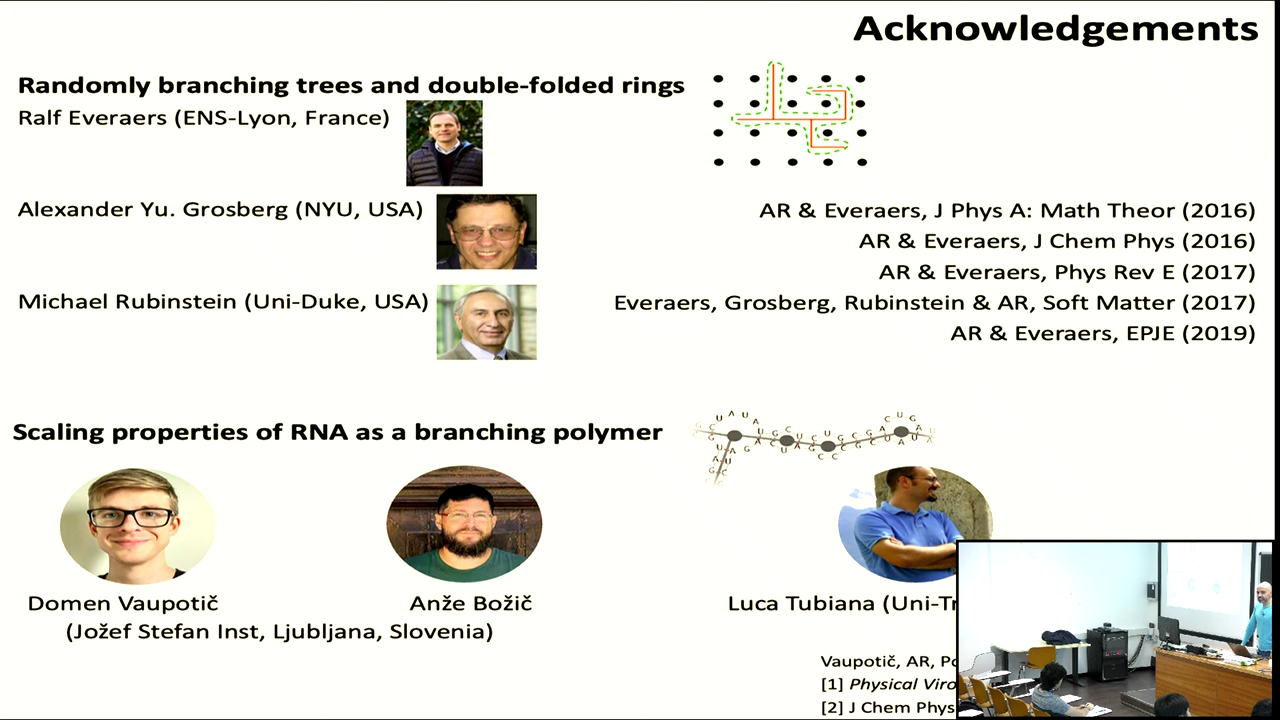 Acknowledgements
Randomly branching trees and double-folded rings
Ralf Everaers (ENS-Lyon, France)
Alexander Yu. Grosberg (NYU, USA)
Michael Rubinstein (Uni-Duke, USA)
AR & Everaers, J Phys A: Math Theor (2016)
AR & Everaers, J Chem Phys (2016)
AR & Everaers, Phys Rev E (2017)
Everaers, Grosberg, Rubinstein & AR, Soft Matter (2017)
AR & Everaers, EPJE (2019)
Scaling properties of RNA as a branching polymer
Domen Vaupotič
Anže Božič
(Jožef Stefan Inst, Ljubljana, Slovenia)
Luca Tubiana (Uni-Tr
Vaupotič, AR,
[1] Physical Viro
[2] J Chem Phys